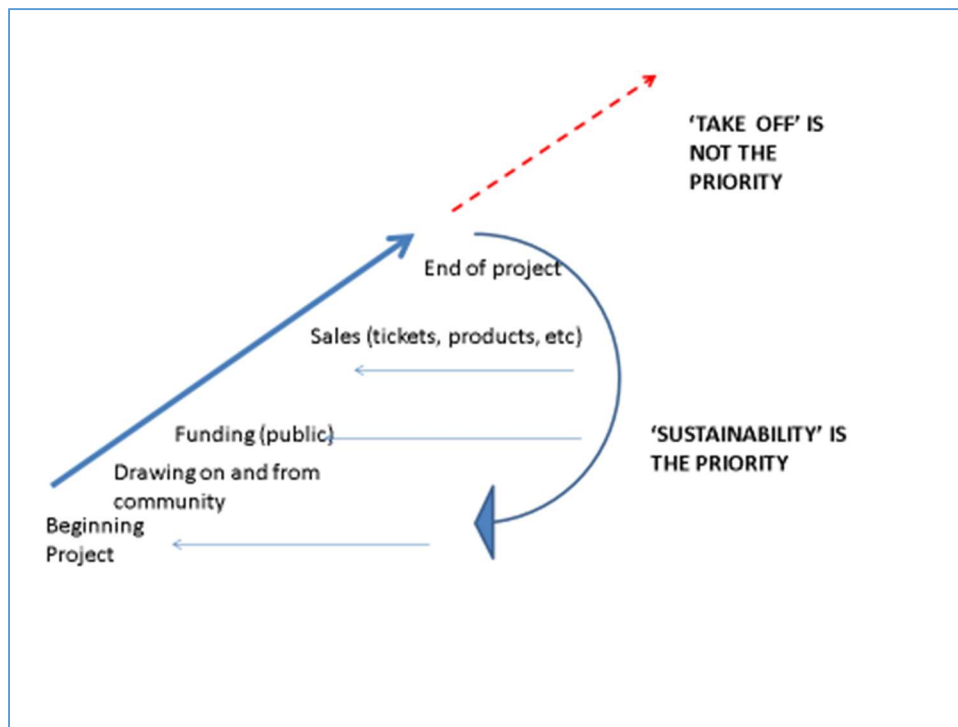 ‘TAKE OFF’ IS
NOT THE
PRIORITY
End of project
Sales (tickets, products, etc)
Funding (public)
‘SUSTAINABILITY’ IS
THE PRIORITY
Drawing on and from
community
Beginning
Project